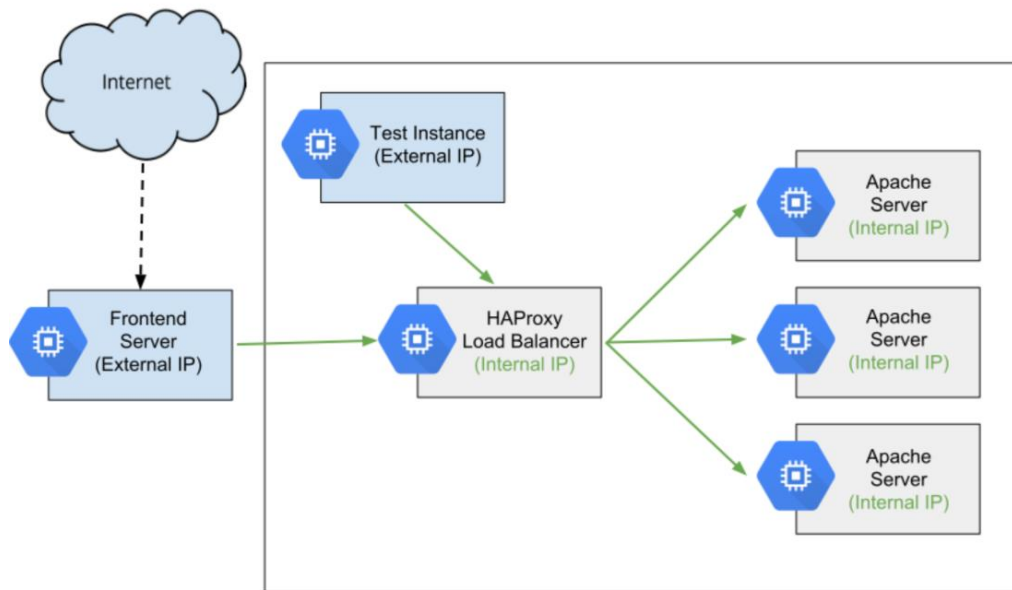 Internet
Test Instance
(External IP)
Apache
Server
(Internal IP)
Frontend
Server
(External IP)
HAProxy
Load Balancer
(Internal IP)
Apache
Server
(Internal IP)
Apache
Server
(Internal IP)